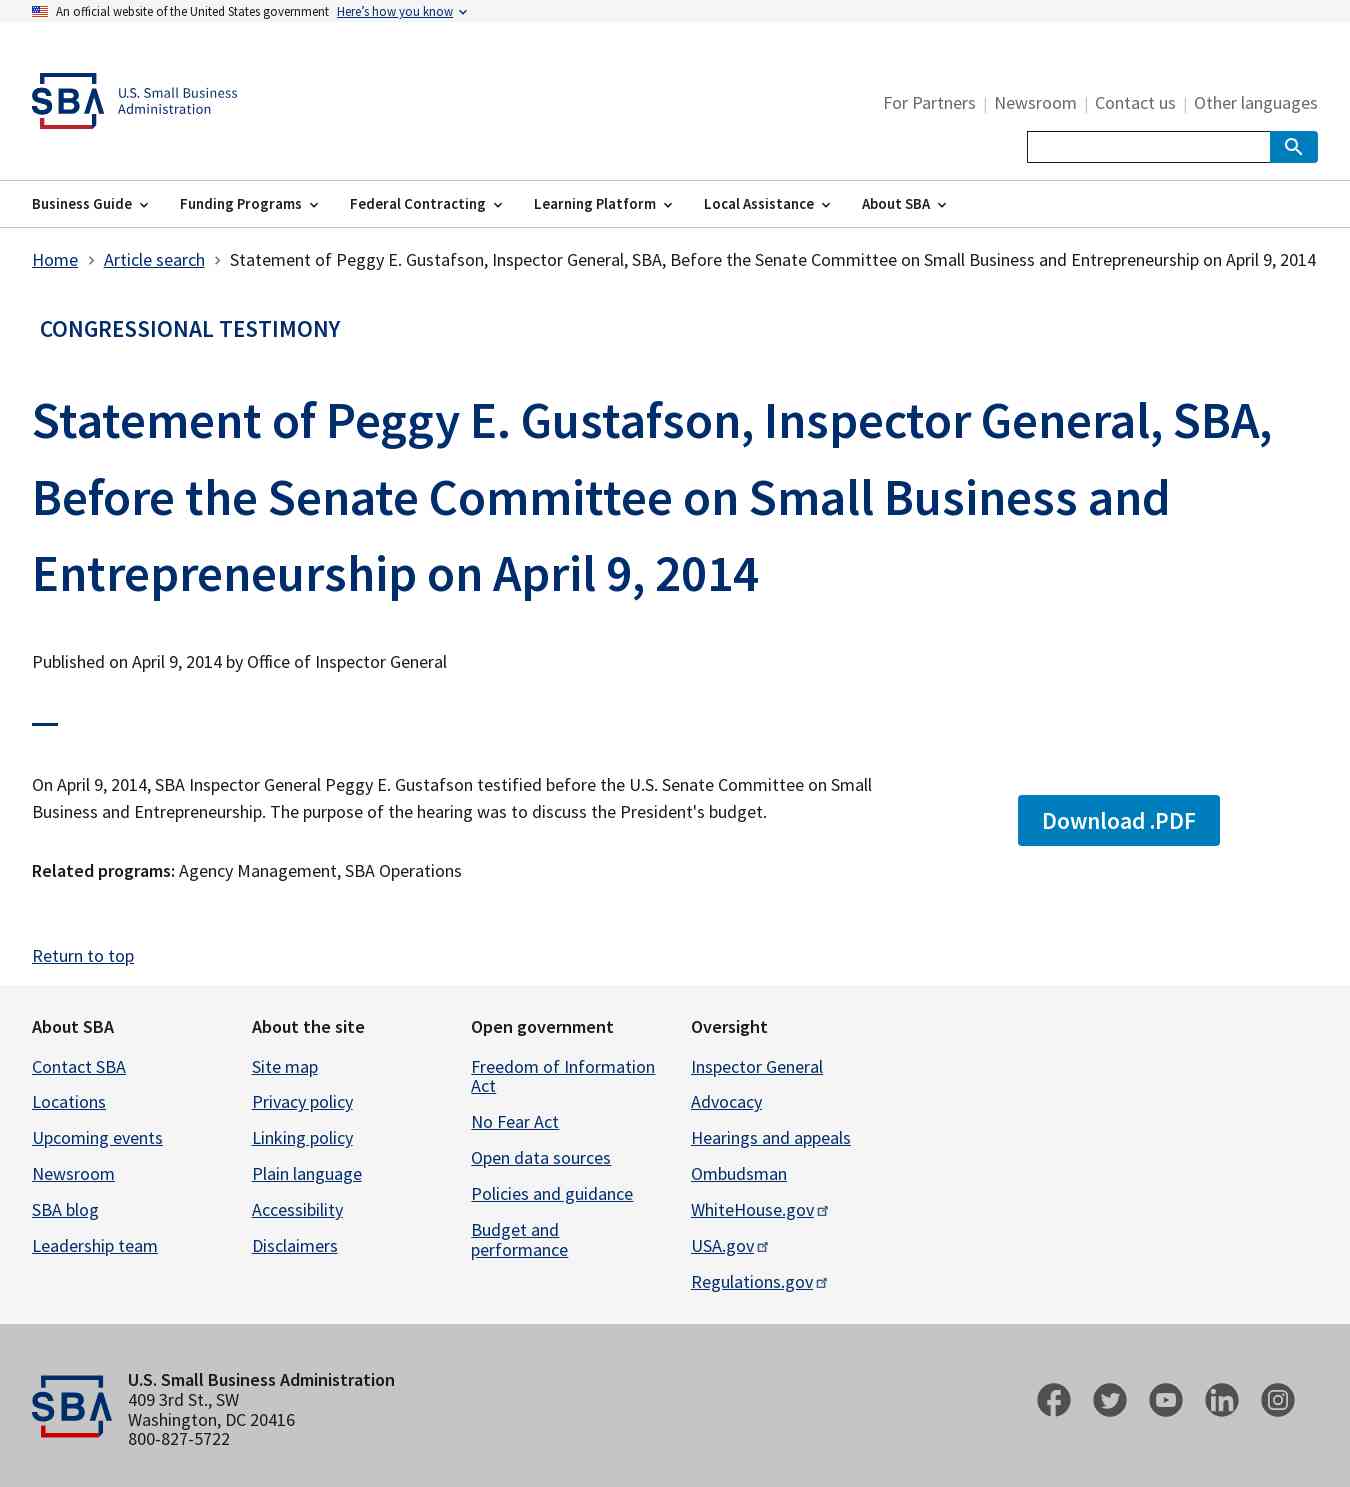 An official website of the United States government Here's how you know
SBA
U.S. Small Business
Administration
For Partners | Newsroom | Contact us | Other languages
Business Guide Funding Programs Federal Contracting Learning Platform Local Assistance About SBA
Home Article search Statement of Peggy E. Gustafson, Inspector General, SBA, Before the Senate Committee on Small Business and Entrepreneurship on April 9, 2014
CONGRESSIONAL TESTIMONY
Statement of Peggy E. Gustafson, Inspector General, SBA,
Before the Senate Committee on Small Business and
Entrepreneurship on April 9, 2014
Published on April 9, 2014 by Office of Inspector General
On April 9, 2014, SBA Inspector General Peggy E. Gustafson testified before the U.S. Senate Committee on Small
Business and Entrepreneurship. The purpose of the hearing was to discuss the President's budget.
Download .PDF
Related programs: Agency Management, SBA Operations
Return to top
About SBA
Contact SBA
Locations
Upcoming events
Newsroom
SBA blog
Leadership team
About the site
Site map
Privacy policy
Linking policy
Plain language
Accessibility
Disclaimers
Open government
Freedom of Information
Act
No Fear Act
Open data sources
Policies and guidance
Budget and
performance
Oversight
Inspector General
Advocacy
Hearings and appeals
Ombudsman
WhiteHouse.gov
USA.gov
Regulations.gov
SBA
U.S. Small Business Administration
409 3rd St., SW
Washington, DC 20416
800-827-5722